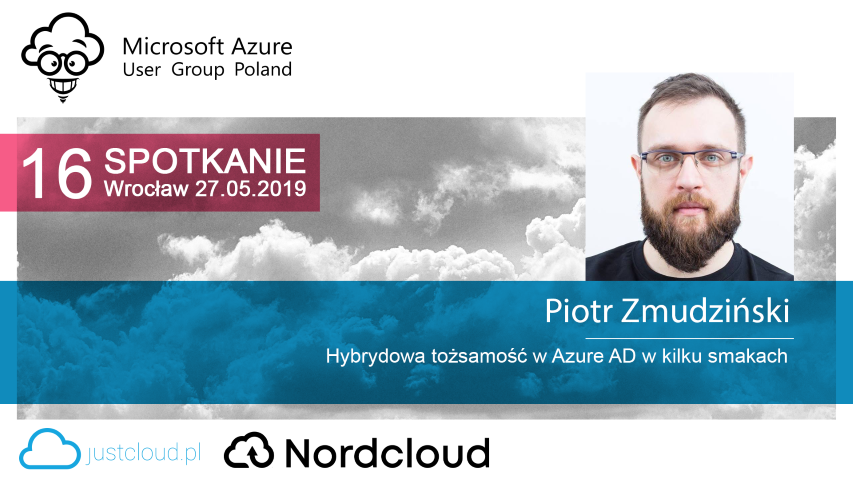 Microsoft Azure
User Group Poland
16 SPOTKANIE
Wrocław 27.05.2019
Piotr Zmudziński
Hybrydowa tożsamość w Azure AD w kilku smakach
justcloud.pl
Nordcloud